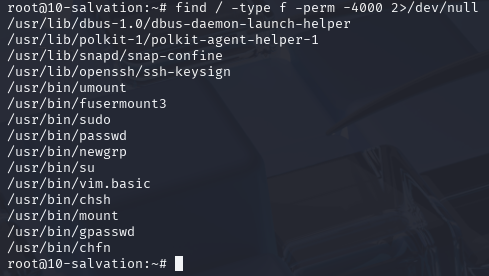 root@10-salvation:~# find / -type f -perm -4000 2>/dev/null
/usr/lib/dbus-1.0/dbus-daemon-launch-helper
/usr/lib/polkit-1/polkit-agent-helper-1
/usr/lib/snapd/snap-confine
/usr/lib/openssh/ssh-keysign
/usr/bin/umount
/usr/bin/fusermount3
/usr/bin/sudo
/usr/bin/passwd
/usr/bin/newgrp
/usr/bin/su
/usr/bin/vim.basic
/usr/bin/chsh
/usr/bin/mount
/usr/bin/gpasswd
/usr/bin/chfn
root@10-salvation:~#